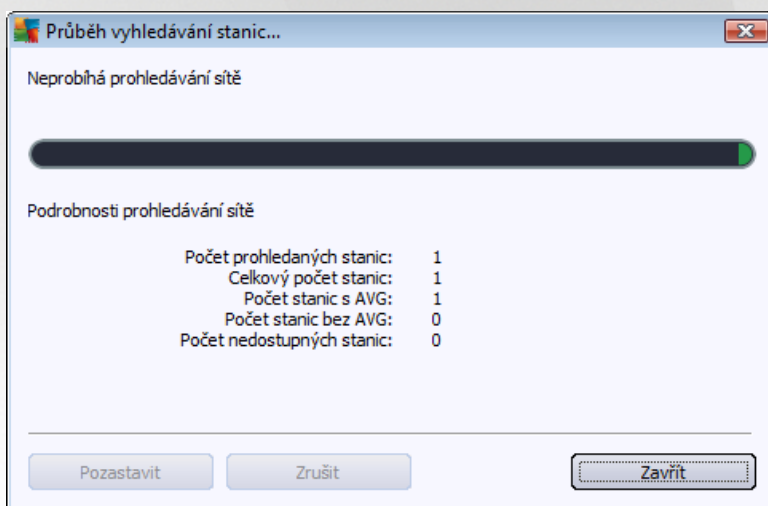 Průběh vyhledávání stanic...
Neprobíhá prohledávání sítě
Podrobnosti prohledávání sítě
Počet prohledaných stanic: 1
Celkový počet stanic: 1
Počet stanic s AVG: 1
Počet stanic bez AVG: 0
Počet nedostupných stanic: 0
Pozastavit Zrušit Zavřít